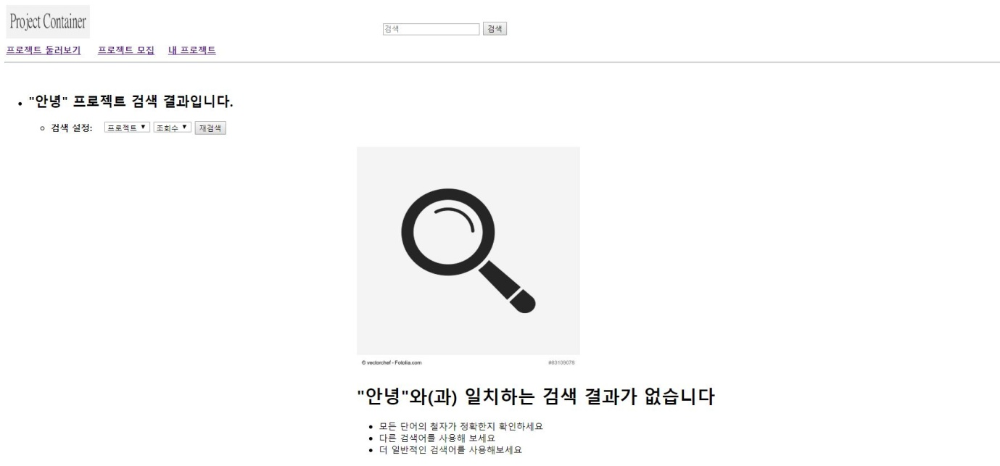 Project Container
검색 검색
프로젝트 둘러보기 프로젝트 모집 내 프로젝트
"안녕" 프로젝트 검색 결과입니다.
검색 설정: 프로젝트 조회수 재검색
© vectorchef - Fotolia.com #83109678
"안녕"와(과) 일치하는 검색 결과가 없습니다
모든 단어의 철자가 정확한지 확인하세요
다른 검색어를 사용해 보세요
더 일반적인 검색어를 사용해보세요